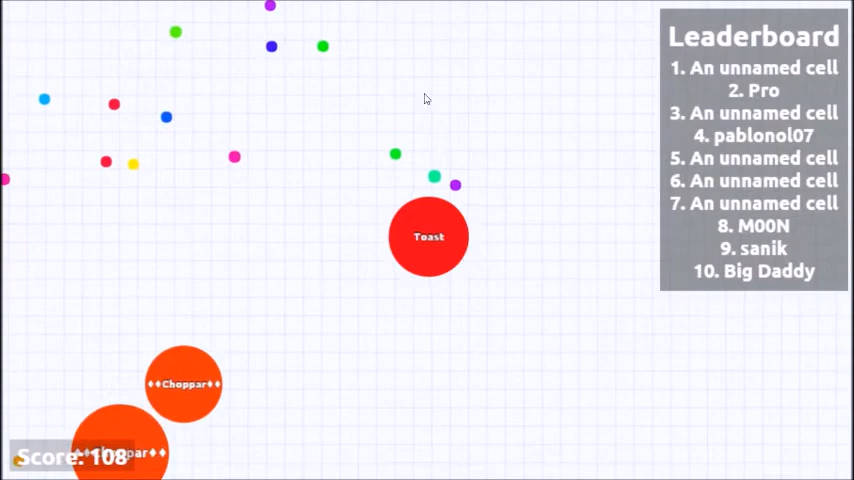 Leaderboard
1. An unnamed cell
2. Pro
3. An unnamed cell
4. pablonol07
5. An unnamed cell
6. An unnamed cell
7. An unnamed cell
8. M00N
9. sanik
10. Big Daddy
Toast
♦♦Choppar♦♦
♦♦Choppar♦♦
Score: 108